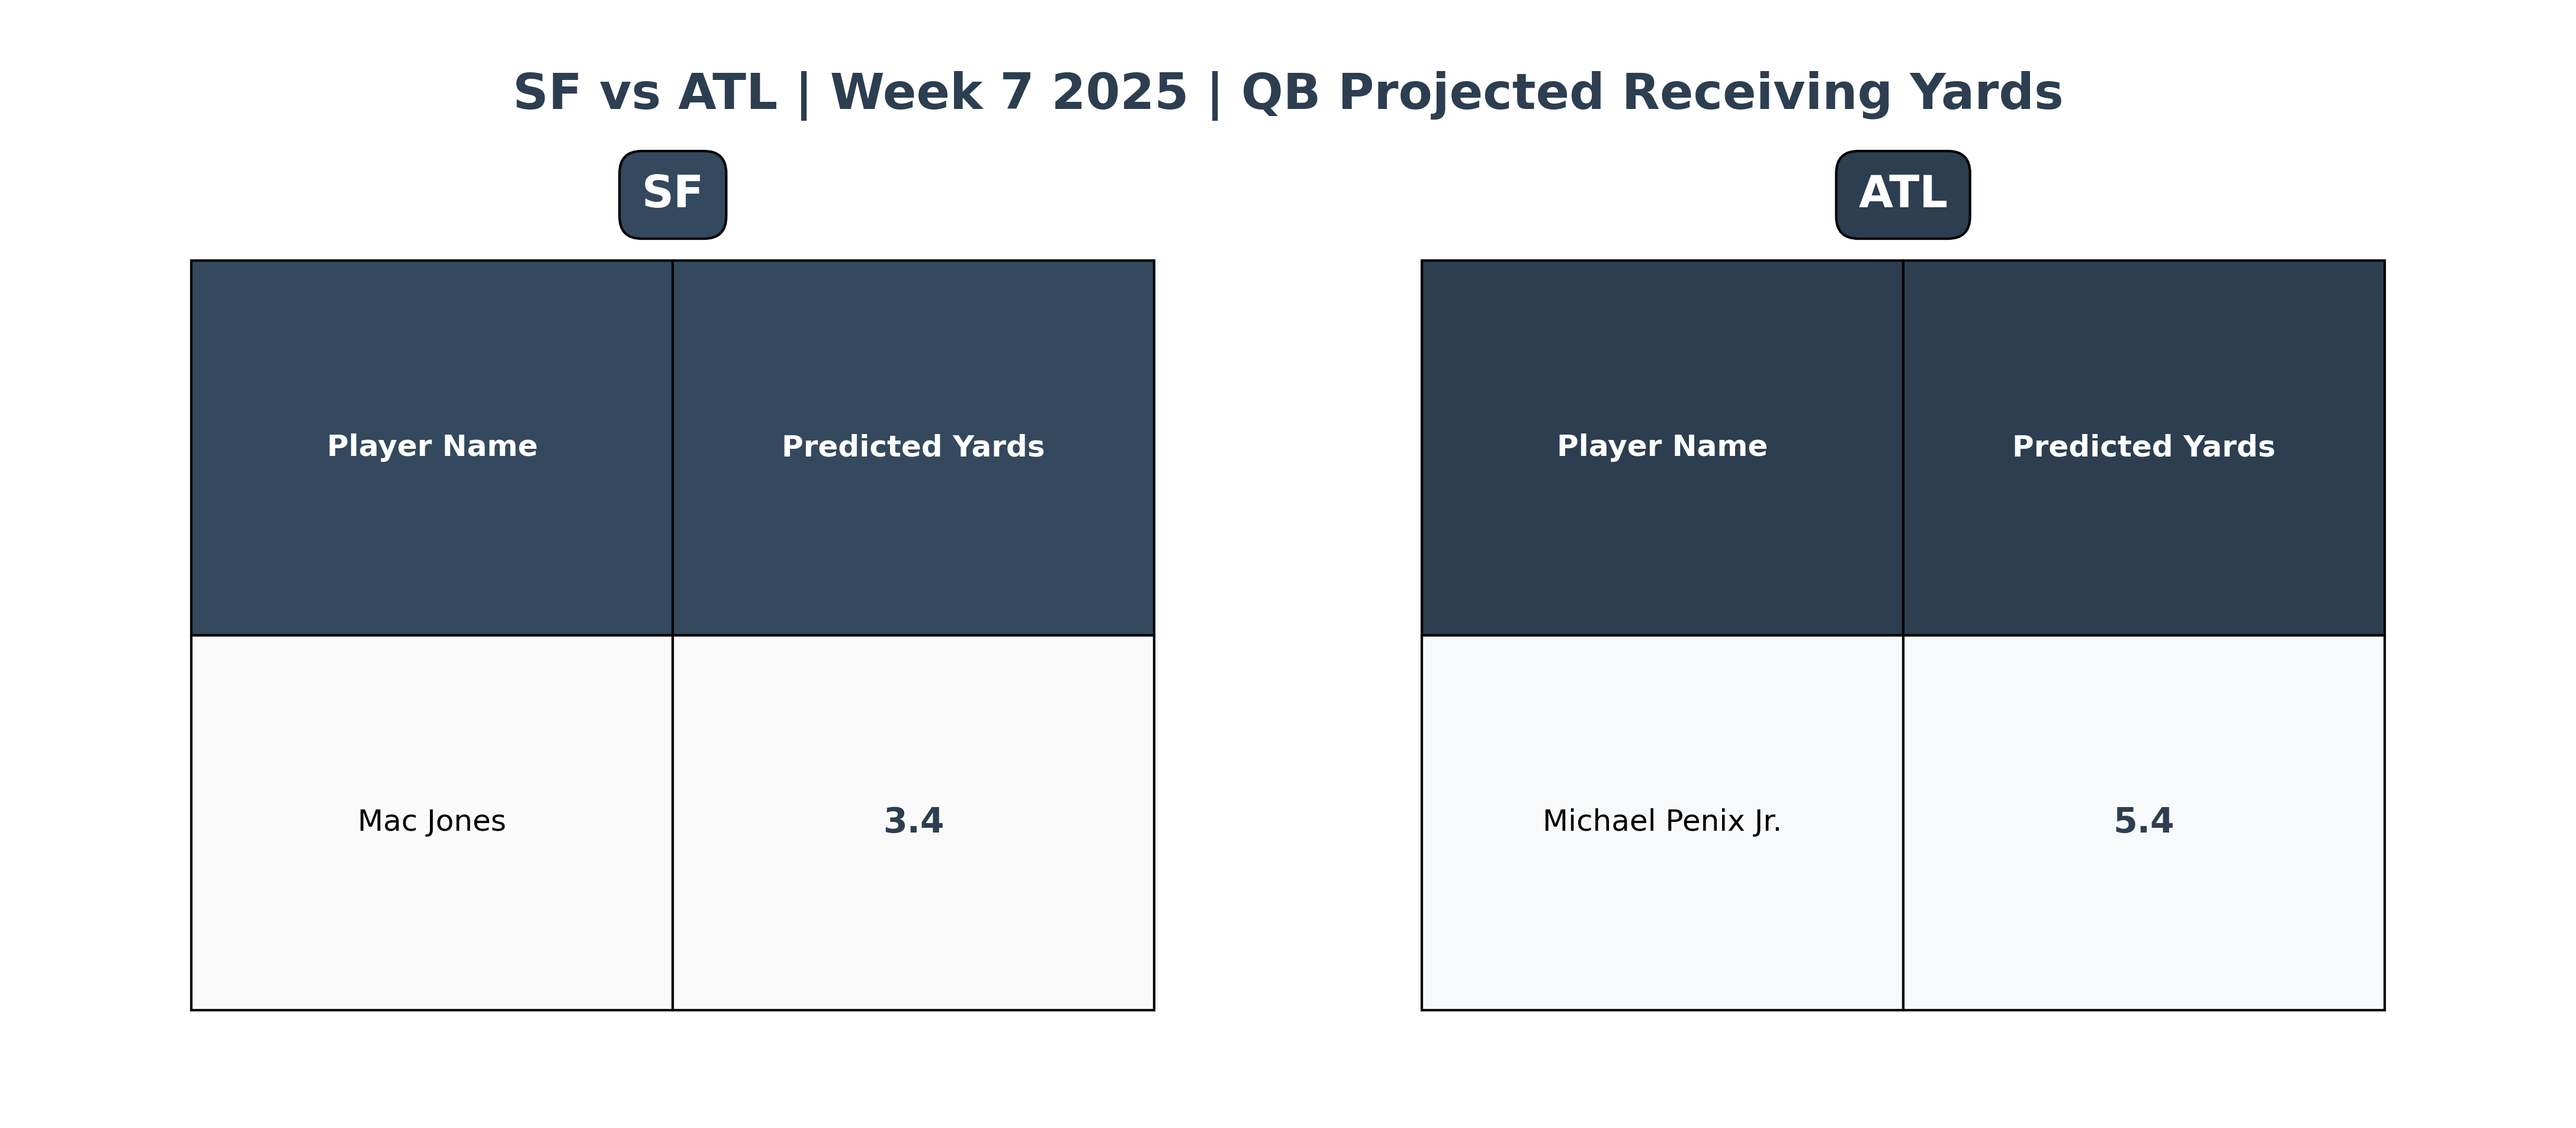 SF vs ATL | Week 7 2025 | QB Projected Receiving Yards
SF
Player Name Predicted Yards
Mac Jones 3.4
ATL
Player Name Predicted Yards
Michael Penix Jr. 5.4